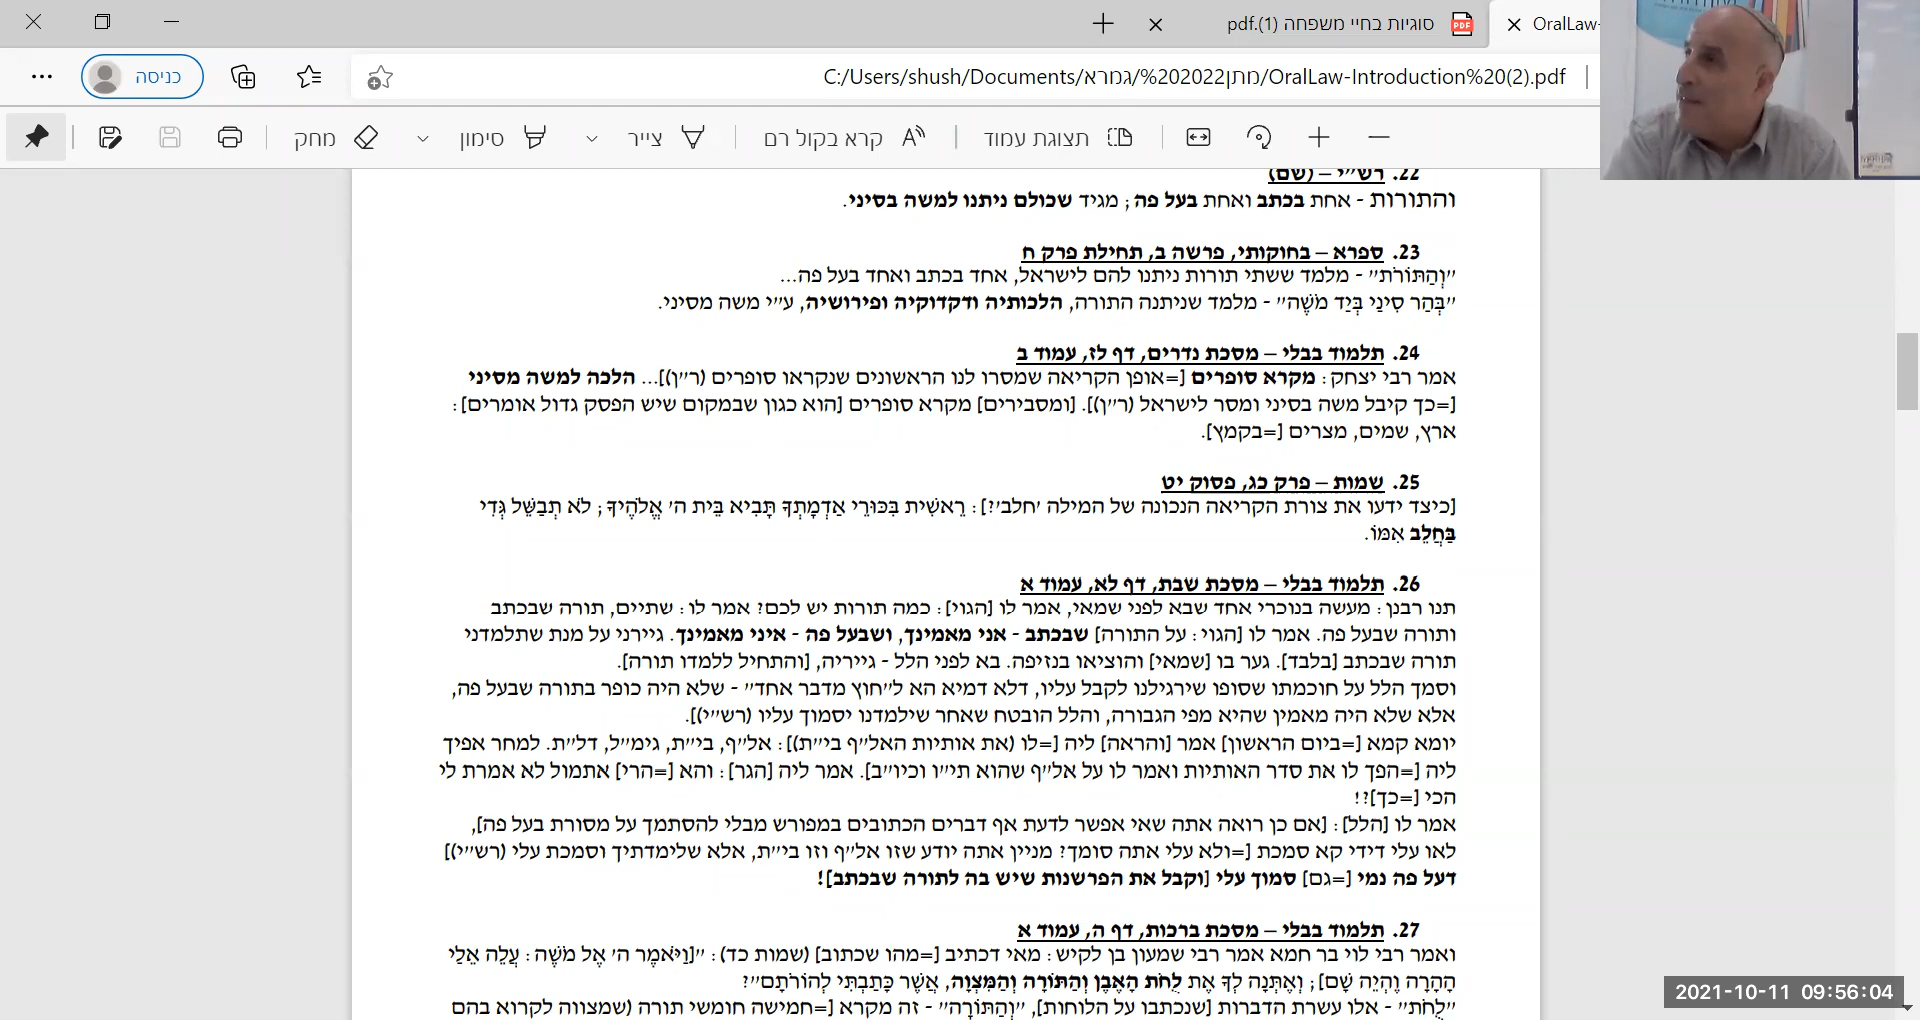 סוגיות בחיי משפחה (1).pdf
OralLaw-
כניסה
C:/Users/shush/Documents/גמרא/%202022מתן/OralLaw-Introduction%20(2).pdf
מחק
סימון
צייר
קרא בקול רם
תצוגת עמוד
22. רש״י – (שם)
והתורות - אחת בכתב ואחת בעל פה; מגיד שכולם ניתנו למשה בסיני.
23. ספרא – בחוקותי, פרשה ב, תחילת פרק ח
״וְהַתּוֹרֹת״ - מלמד ששתי תורות ניתנו להם לישראל, אחד בכתב ואחד בעל פה...
״בְּהַר סִינַי בְּיַד מֹשֶׁה״ - מלמד שניתנה התורה, הלכותיה ודקדוקיה ופירושיה, ע״י משה מסיני.
24. תלמוד בבלי – מסכת נדרים, דף לז, עמוד ב
אמר רבי יצחק: מקרא סופרים [=אופן הקריאה שמסרו לנו הראשונים שנקראו סופרים (ר״ן)]... הלכה למשה מסיני
[=כך קיבל משה בסיני ומסר לישראל (ר״ן)]. [ומסבירים] מקרא סופרים [הוא כגון שבמקום שיש הפסק גדול אומרים]:
ארץ, שמים, מצרים [=בקמץ].
25. שמות – פרק כג, פסוק יט
[כיצד ידעו את צורת הקריאה הנכונה של המילה ׳חלב׳?]: רֵאשִׁית בִּכּוּרֵי אַדְמָתְךָ תָּבִיא בֵּית ה׳ אֱלֹהֶיךָ; לֹא תְבַשֵּׁל גְּדִי
בַּחֲלֵב אִמּוֹ.
26. תלמוד בבלי – מסכת שבת, דף לא, עמוד א
תנו רבנן: מעשה בנוכרי אחד שבא לפני שמאי, אמר לו [הגוי]: כמה תורות יש לכם? אמר לו: שתיים, תורה שבכתב
ותורה שבעל פה. אמר לו [הגוי: על התורה] שבכתב - אני מאמינך, ושבעל פה - איני מאמינך. גיירני על מנת שתלמדני
תורה שבכתב [בלבד]. גער בו [שמאי] והוציאו בנזיפה. בא לפני הלל - גייריה, [והתחיל ללמדו תורה].
וסמך הלל על חוכמתו שסופו שירגילנו לקבל עליו, דלא דמיא הא ל״חוץ מדבר אחד״ - שלא היה כופר בתורה שבעל פה,
אלא שלא היה מאמין שהיא מפי הגבורה, והלל הובטח שאחר שילמדנו יסמוך עליו (רש״י)].
יומא קמא [=ביום הראשון] אמר [והראה] ליה [=לו (את אותיות האל״ף בי״ת)]: אל״ף, בי״ת, גימ״ל, דל״ת. למחר אפיך
ליה [=הפך לו את סדר האותיות ואמר לו על אל״ף שהוא תי״ו וכיו״ב]. אמר ליה [הגר]: והא [=הרי] אתמול לא אמרת לי
הכי [=כך]?!
אמר לו [הלל]: [אם כן רואה אתה שאי אפשר לדעת אף דברים הכתובים במפורש מבלי להסתמך על מסורת בעל פה],
לאו עלי דידי קא סמכת [=ולא עלי אתה סומך? מניין אתה יודע שזו אל״ף וזו בי״ת, אלא שלימדתיך וסמכת עלי (רש״י)]
דעל פה נמי [=גם] סמוך עלי [וקבל את הפרשנות שיש בה לתורה שבכתב]!
27. תלמוד בבלי – מסכת ברכות, דף ה, עמוד א
ואמר רבי לוי בר חמא אמר רבי שמעון בן לקיש: מאי דכתיב [=מהו שכתוב] (שמות כד): ״[וַיֹּאמֶר ה׳ אֶל מֹשֶׁה: עֲלֵה אֵלַי
הָהָרָה וֶהְיֵה שָׁם]; וְאֶתְּנָה לְךָ אֶת לֻחֹת הָאֶבֶן וְהַתּוֹרָה וְהַמִּצְוָה, אֲשֶׁר כָּתַבְתִּי לְהוֹרֹתָם״?
״לֻחֹת״ - אלו עשרת הדברות [שנכתבו על הלוחות], ״וְהַתּוֹרָה״ - זה מקרא [=חמישה חומשי תורה (שמצווה לקרוא בהם
2021-10-11 09:56:04